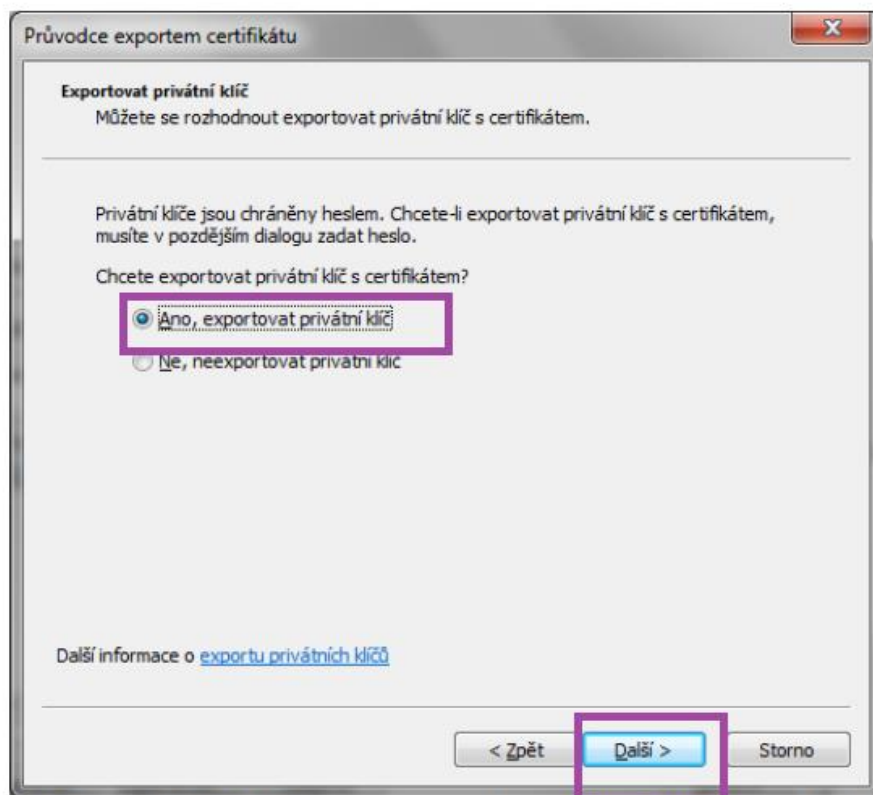 Průvodce exportem certifikátu
Exportovat privátní klíč
Můžete se rozhodnout exportovat privátní klíč s certifikátem.
Privátní klíče jsou chráněny heslem. Chcete-li exportovat privátní klíč s certifikátem,
musíte v pozdějším dialogu zadat heslo.
Chcete exportovat privátní klíč s certifikátem?
Ano, exportovat privátní klíč
Ne, neexportovat privátní klíč
Další informace o exportu privátních klíčů
< Zpět
Další >
Storno